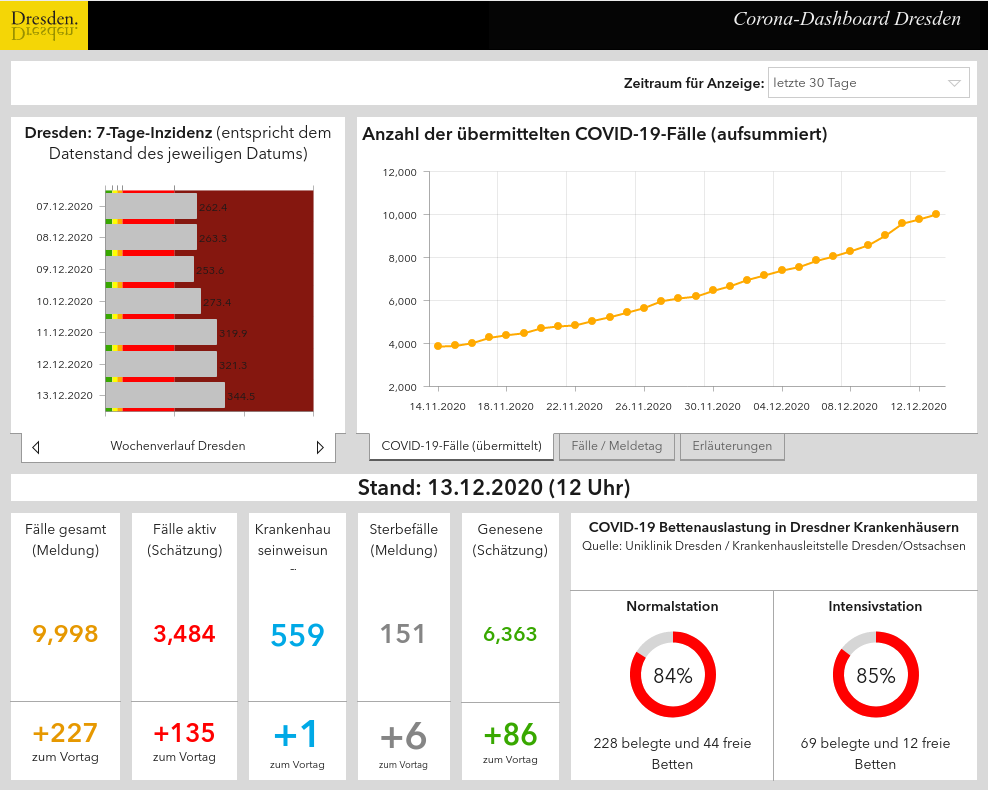 Dresden.
Dresden.
Corona-Dashboard Dresden
Zeitraum für Anzeige:
letzte 30 Tage
Dresden: 7-Tage-Inzidenz (entspricht dem
Datenstand des jeweiligen Datums)
07.12.2020
262.4
08.12.2020
263.3
09.12.2020
253.6
10.12.2020
273.4
11.12.2020
319.9
12.12.2020
321.3
13.12.2020
344.5
Wochenverlauf Dresden
Anzahl der übermittelten COVID-19-Fälle (aufsummiert)
12,000
10,000
8,000
6,000
4,000
2,000
14.11.2020
18.11.2020
22.11.2020
26.11.2020
30.11.2020
04.12.2020
08.12.2020
12.12.2020
COVID-19-Fälle (übermittelt)
Fälle / Meldetag
Erläuterungen
Stand: 13.12.2020 (12 Uhr)
Fälle gesamt
(Meldung)
9,998
+227
zum Vortag
Fälle aktiv
(Schätzung)
3,484
+135
zum Vortag
Krankenhau
seinweisun
559
+1
zum Vortag
Sterbefälle
(Meldung)
151
+6
zum Vortag
Genesene
(Schätzung)
6,363
+86
zum Vortag
COVID-19 Bettenauslastung in Dresdner Krankenhäusern
Quelle: Uniklinik Dresden / Krankenhausleitstelle Dresden/Ostsachsen
Normalstation
84%
228 belegte und 44 freie
Betten
Intensivstation
85%
69 belegte und 12 freie
Betten